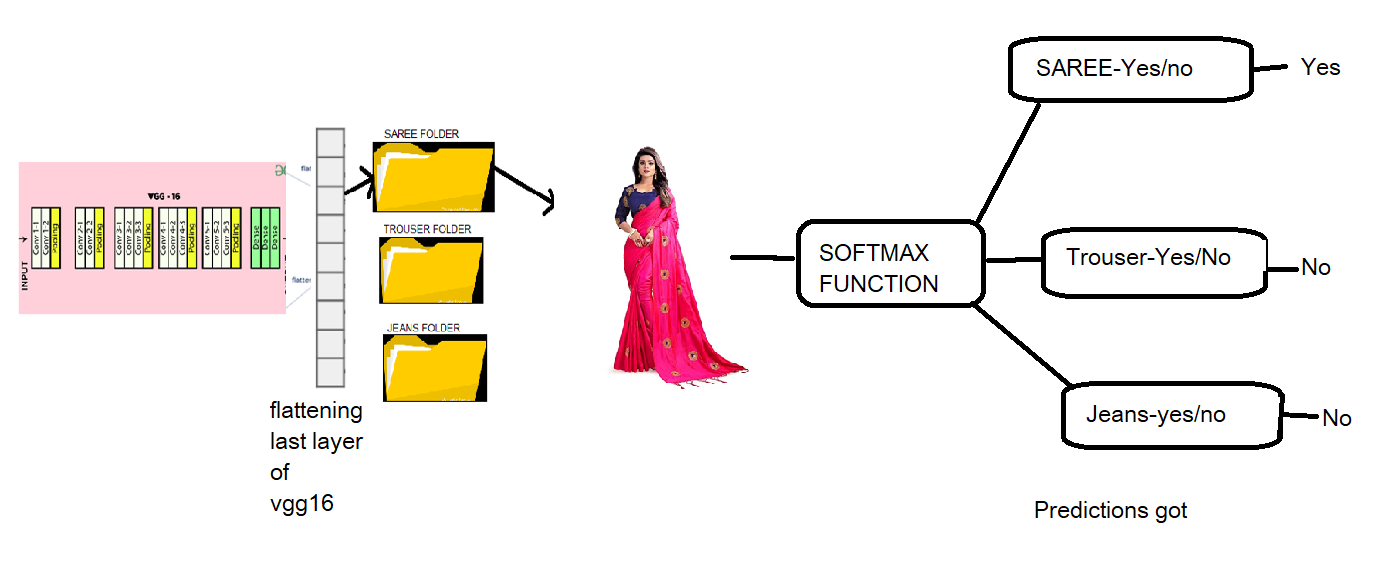 VGG - 16
INPUT
Conv 1-1
Conv 1-2
Pooling
Conv 2-1
Conv 2-2
Pooling
Conv 3-1
Conv 3-2
Conv 3-3
Pooling
Conv 4-1
Conv 4-2
Conv 4-3
Pooling
Conv 5-1
Conv 5-2
Conv 5-3
Pooling
Dense
Dense
Dense
flattening
last layer
of
vgg16
SAREE FOLDER
TROUSER FOLDER
JEANS FOLDER
SOFTMAX
FUNCTION
SAREE-Yes/no
Yes
Trouser-Yes/No
No
Jeans-yes/no
No
Predictions got